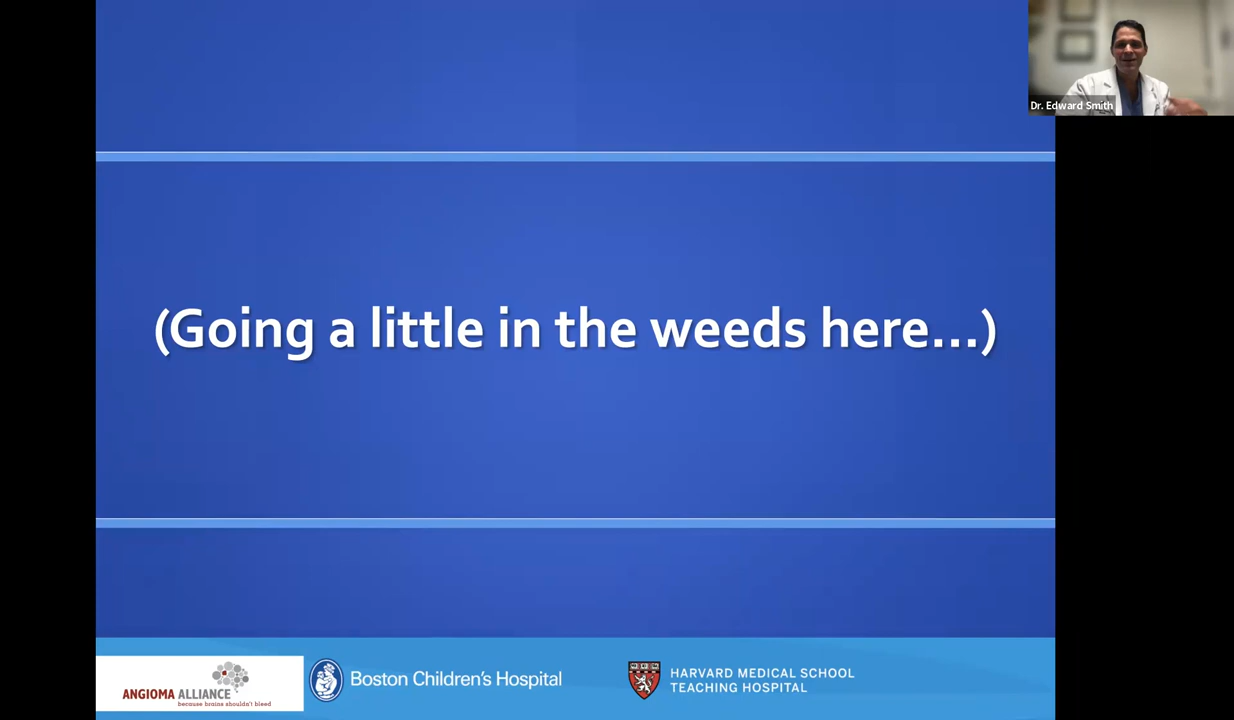 Dr. Edward Smith
(Going a little in the weeds here...)
ANGIOMA ALLIANCE
because brains shouldn't bleed
Boston Children's Hospital
HARVARD MEDICAL SCHOOL
TEACHING HOSPITAL